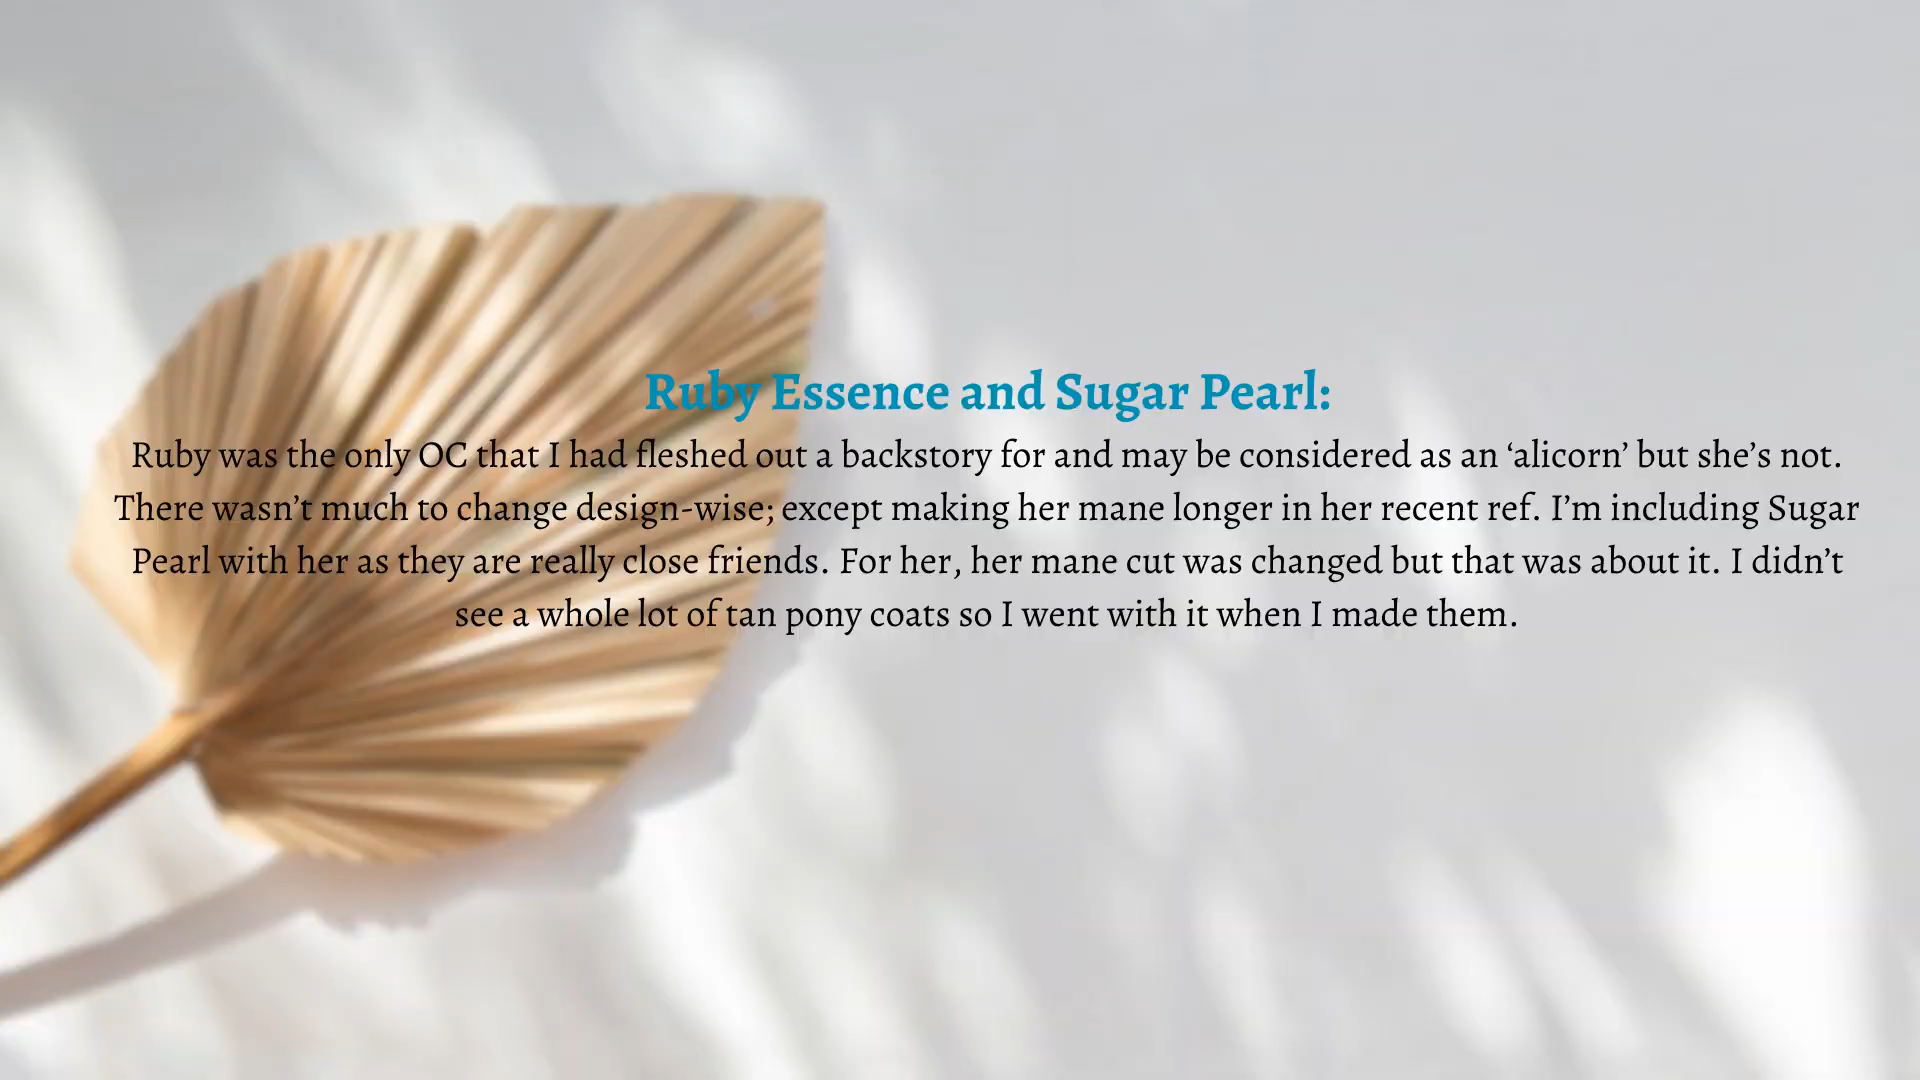 Ruby Essence and Sugar Pearl:
Ruby was the only OC that I had fleshed out a backstory for and may be considered as an ‘alicorn’ but she’s not.
There wasn’t much to change design-wise; except making her mane longer in her recent ref. I’m including Sugar
Pearl with her as they are really close friends. For her, her mane cut was changed but that was about it. I didn’t
see a whole lot of tan pony coats so I went with it when I made them.